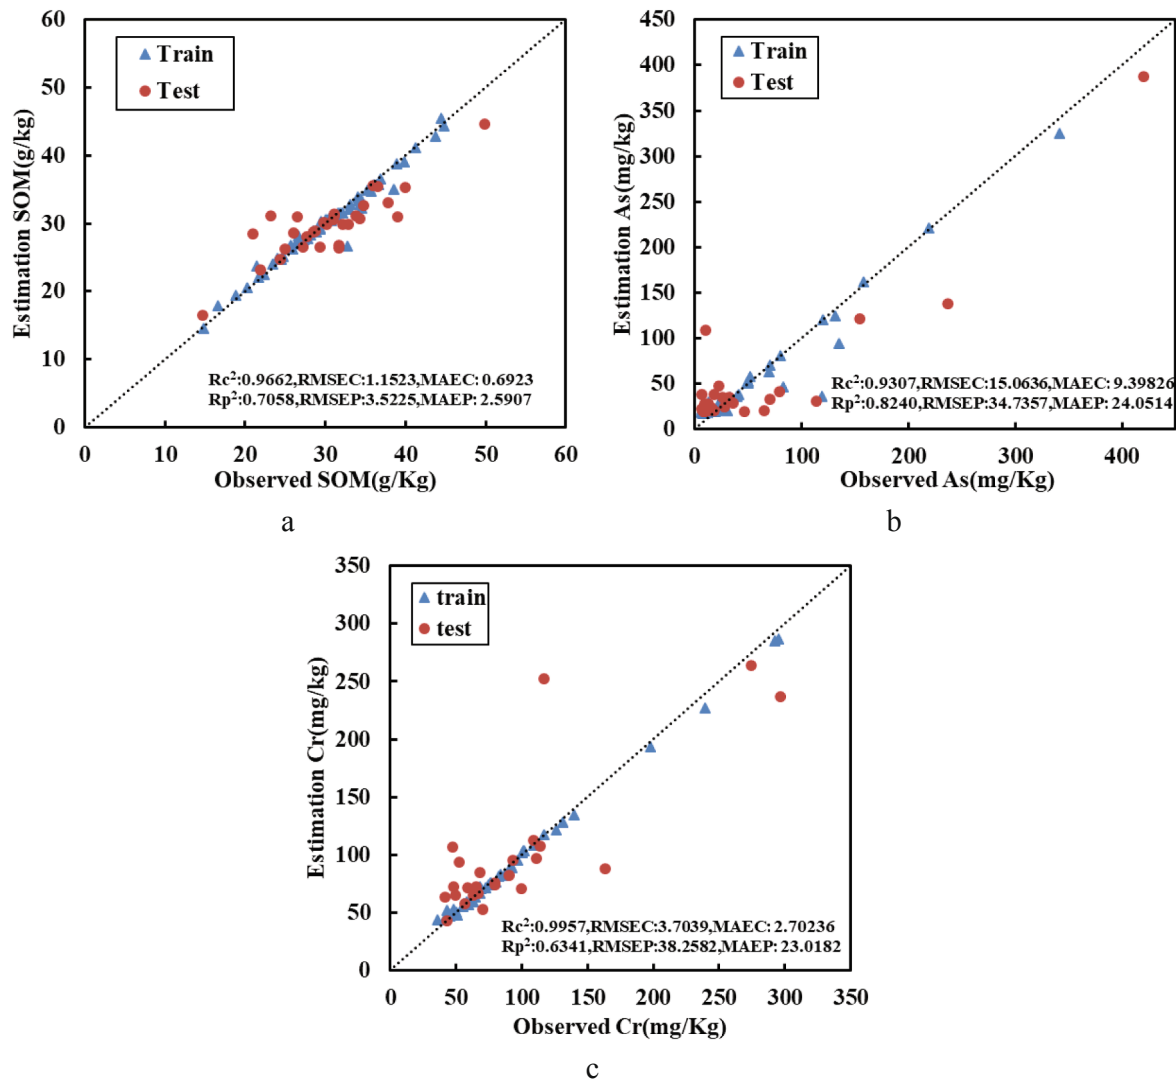 60
50
40
30
20
10
0
Estimation SOM(g/kg)
Train
Test
Rc²:0.9662,RMSEC:1.1523,MAEC: 0.6923
Rp²:0.7058,RMSEP:3.5225,MAEP:2.5907
0 10 20 30 40 50 60
Observed SOM(g/Kg)
a
450
400
350
300
250
200
150
100
50
0
Estimation As(mg/kg)
Train
Test
Rc²:0.9307,RMSEC:15.0636,MAEC: 9.39826
Rp²:0.8240,RMSEP:34.7357,MAEP: 24.0514
0 100 200 300 400
Observed As(mg/Kg)
b
350
300
250
200
150
100
50
0
Estimation Cr(mg/kg)
train
test
Rc²:0.9957,RMSEC:3.7039,MAEC: 2.70236
Rp²:0.6341,RMSEP:38.2582,MAEP: 23.0182
0 50 100 150 200 250 300 350
Observed Cr(mg/Kg)
c